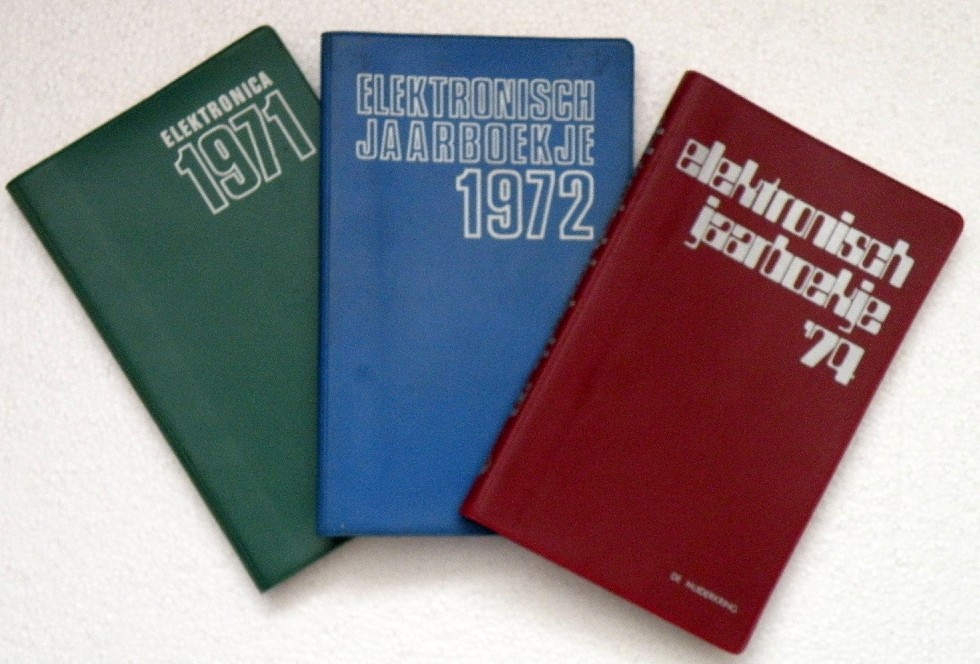 ELEKTRONICA
1971
ELEKTRONISCH
JAARBOEKJE
1972
elektronisch
jaarboekje
'74
DE MUIDERKRING